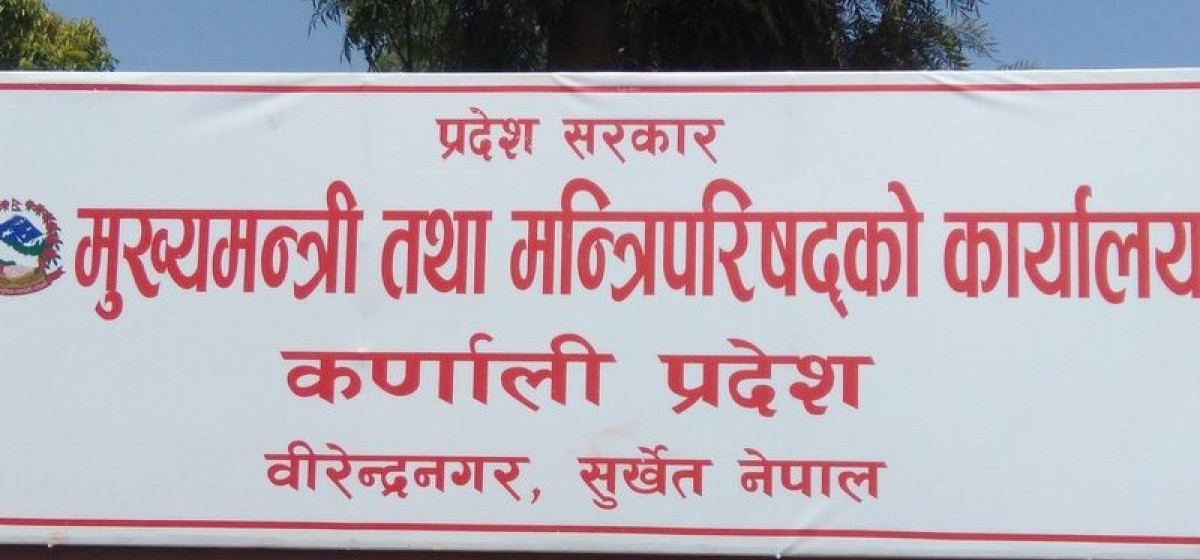 प्रदेश सरकार
मुख्यमन्त्री तथा मन्त्रिपरिषद्को कार्यालय
कर्णाली प्रदेश
वीरेन्द्रनगर, सुर्खेत नेपाल